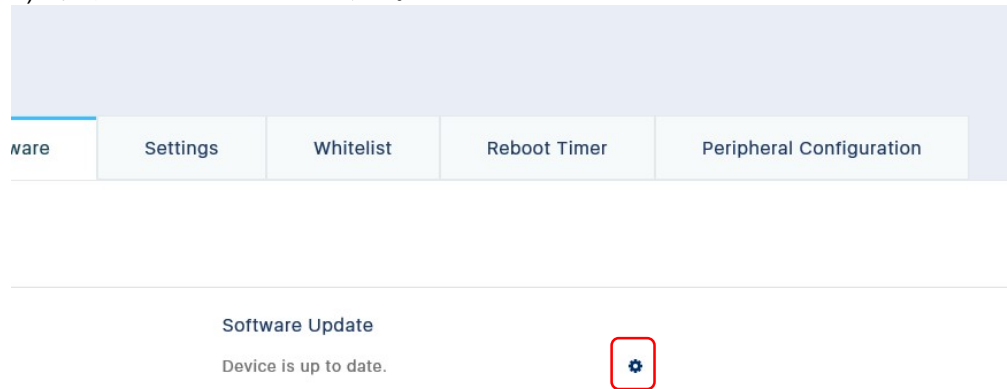 ware
Settings
Whitelist
Reboot Timer
Peripheral Configuration
Software Update
Device is up to date.